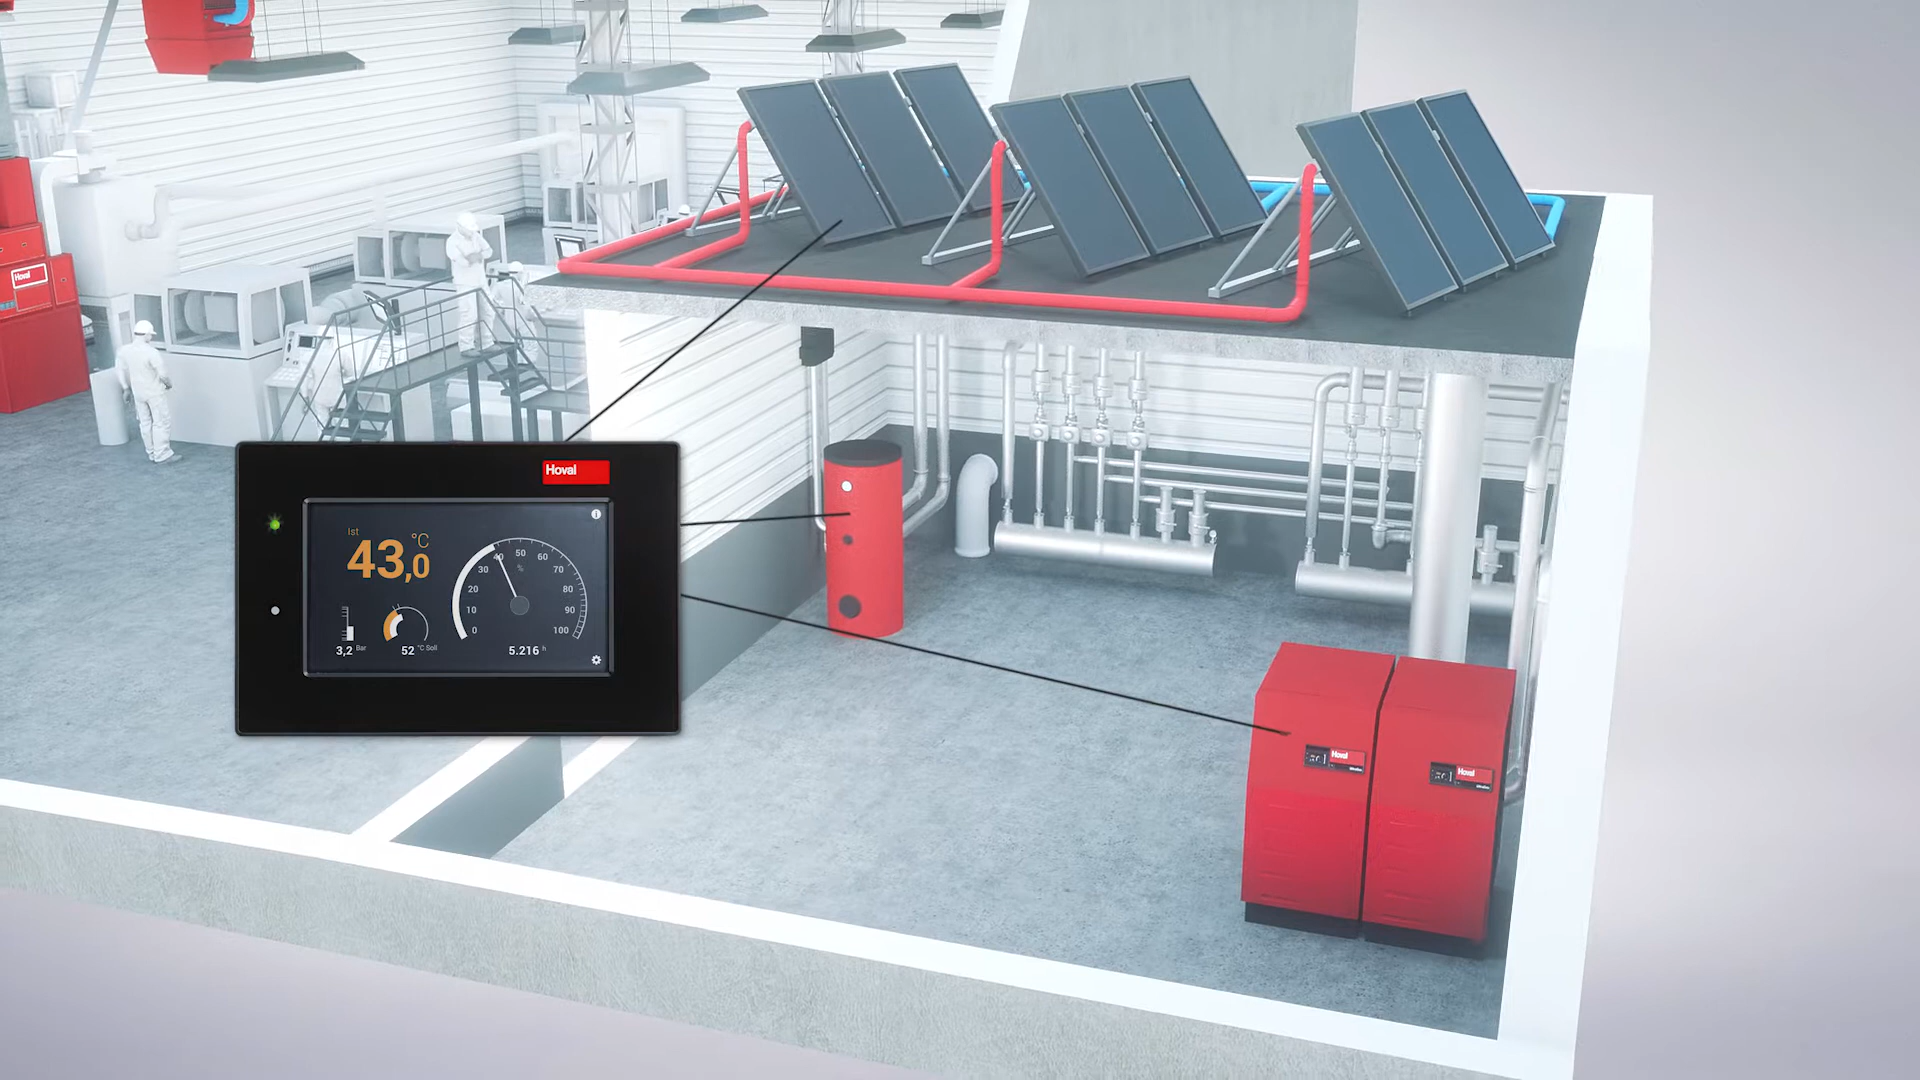 Hoval
Hoval
Ist
43,0 °C
0
10
20
30
40
50
60
70
80
90
100
%
3,2 Bar
52 °C Soll
5.216 h
Hoval
Hoval